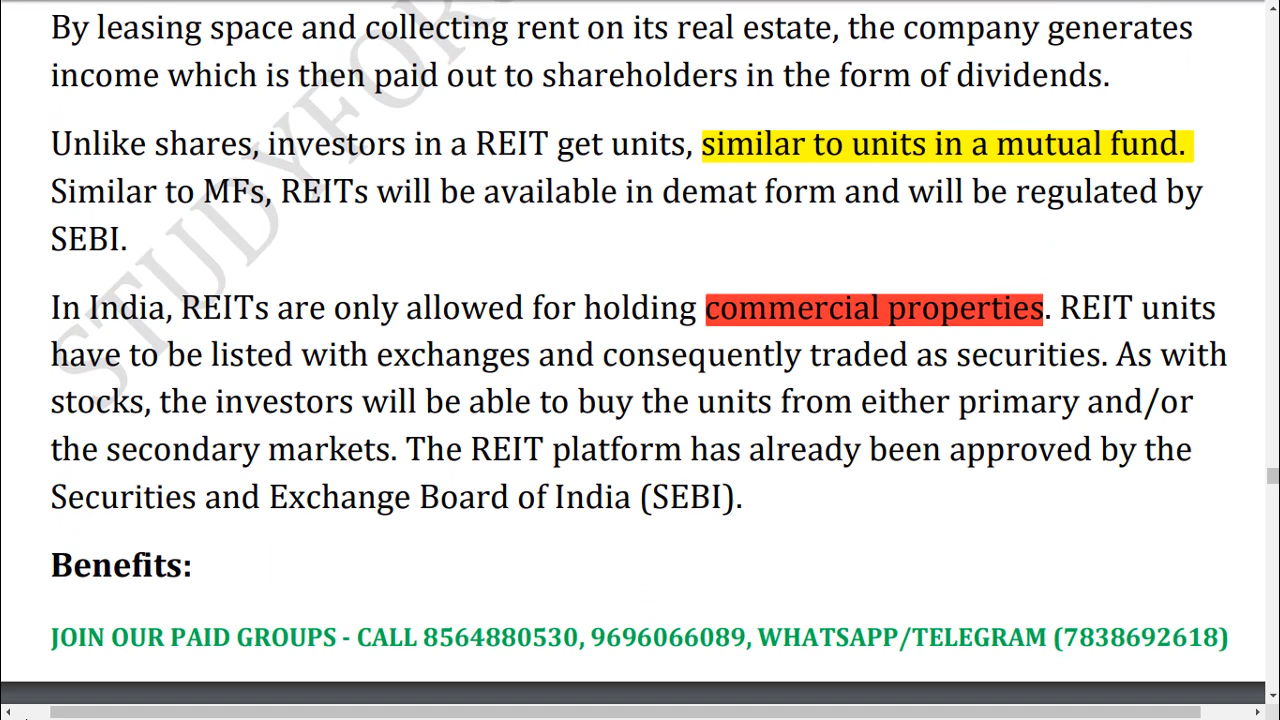 By leasing space and collecting rent on its real estate, the company generates
income which is then paid out to shareholders in the form of dividends.
Unlike shares, investors in a REIT get units, similar to units in a mutual fund.
Similar to MFs, REITs will be available in demat form and will be regulated by
SEBI.
In India, REITs are only allowed for holding commercial properties. REIT units
have to be listed with exchanges and consequently traded as securities. As with
stocks, the investors will be able to buy the units from either primary and/or
the secondary markets. The REIT platform has already been approved by the
Securities and Exchange Board of India (SEBI).
Benefits:
JOIN OUR PAID GROUPS - CALL 8564880530, 9696066089, WHATSAPP/TELEGRAM (7838692618)
STUDYFOR